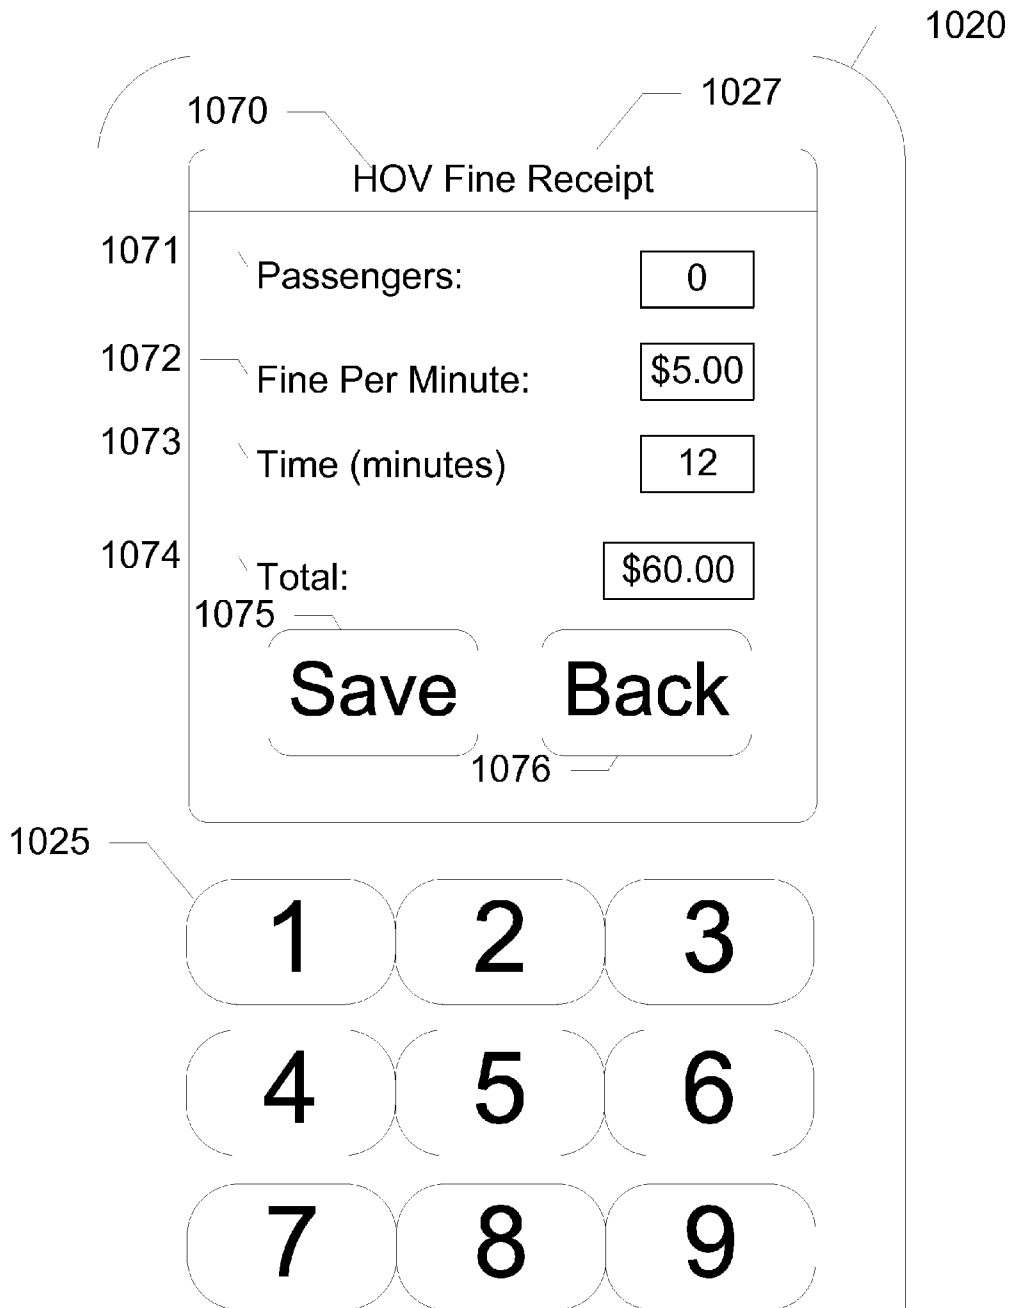 1020
1070 1027
HOV Fine Receipt
1071 Passengers: 0
1072 Fine Per Minute: $5.00
1073 Time (minutes) 12
1074 Total: $60.00
1075
Save Back
1076
1025
1 2 3
4 5 6
7 8 9